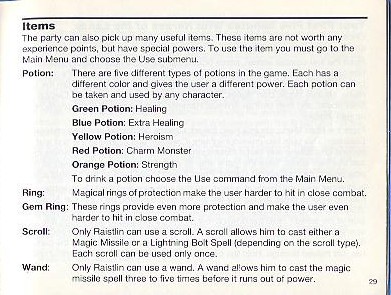 Items
The party can also pick up many useful items. These items are not worth any
experience points, but have special powers. To use the item you must go to the
Main Menu and choose the Use submenu.
Potion: There are five different types of potions in the game. Each has a
different color and gives the user a different power. Each potion can
be taken and used by any character.
Green Potion: Healing
Blue Potion: Extra Healing
Yellow Potion: Heroism
Red Potion: Charm Monster
Orange Potion: Strength
To drink a potion choose the Use command from the Main Menu.
Ring: Magical rings of protection make the user harder to hit in close combat.
Gem Ring: These rings provide even more protection and make the user even
harder to hit in close combat.
Scroll: Only Raistlin can use a scroll. A scroll allows him to cast either a
Magic Missile or a Lightning Bolt Spell (depending on the scroll type).
Each scroll can be used only once.
Wand: Only Raistlin can use a wand. A wand allows him to cast the magic
missile spell three to five times before it runs out of power.
29